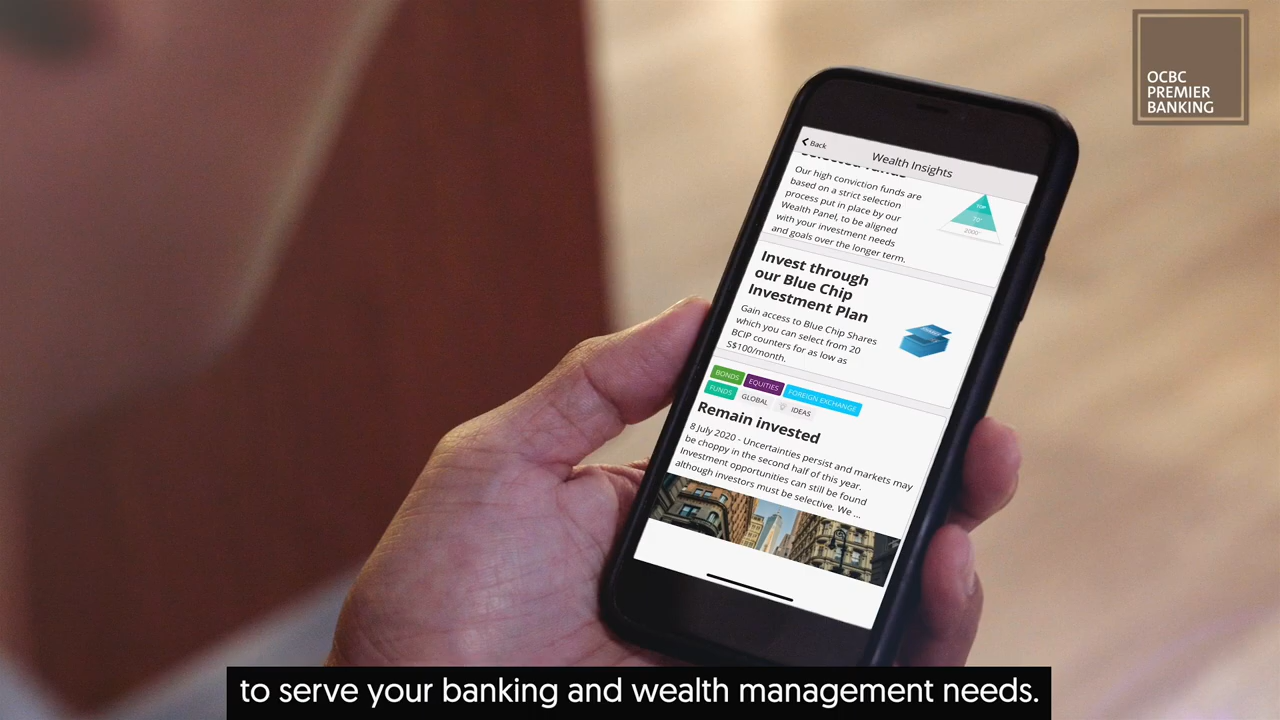 OCBC
PREMIER
BANKING
Back
Wealth Insights
Our high conviction funds are
based on a strict selection
process put in place by our
Wealth Panel, to be aligned
with your investment needs
and goals over the longer term.
TOP
70
2000
Invest through
our Blue Chip
Investment Plan
Gain access to Blue Chip Shares
which you can select from 20
BCIP counters for as low as
S$100/month.
BONDS EQUITIES FOREIGN EXCHANGE
FUNDS GLOBAL IDEAS
Remain invested
8 July 2020 - Uncertainties persist and markets may
be choppy in the second half of this year.
Investment opportunities can still be found
although investors must be selective. We ...
to serve your banking and wealth management needs.